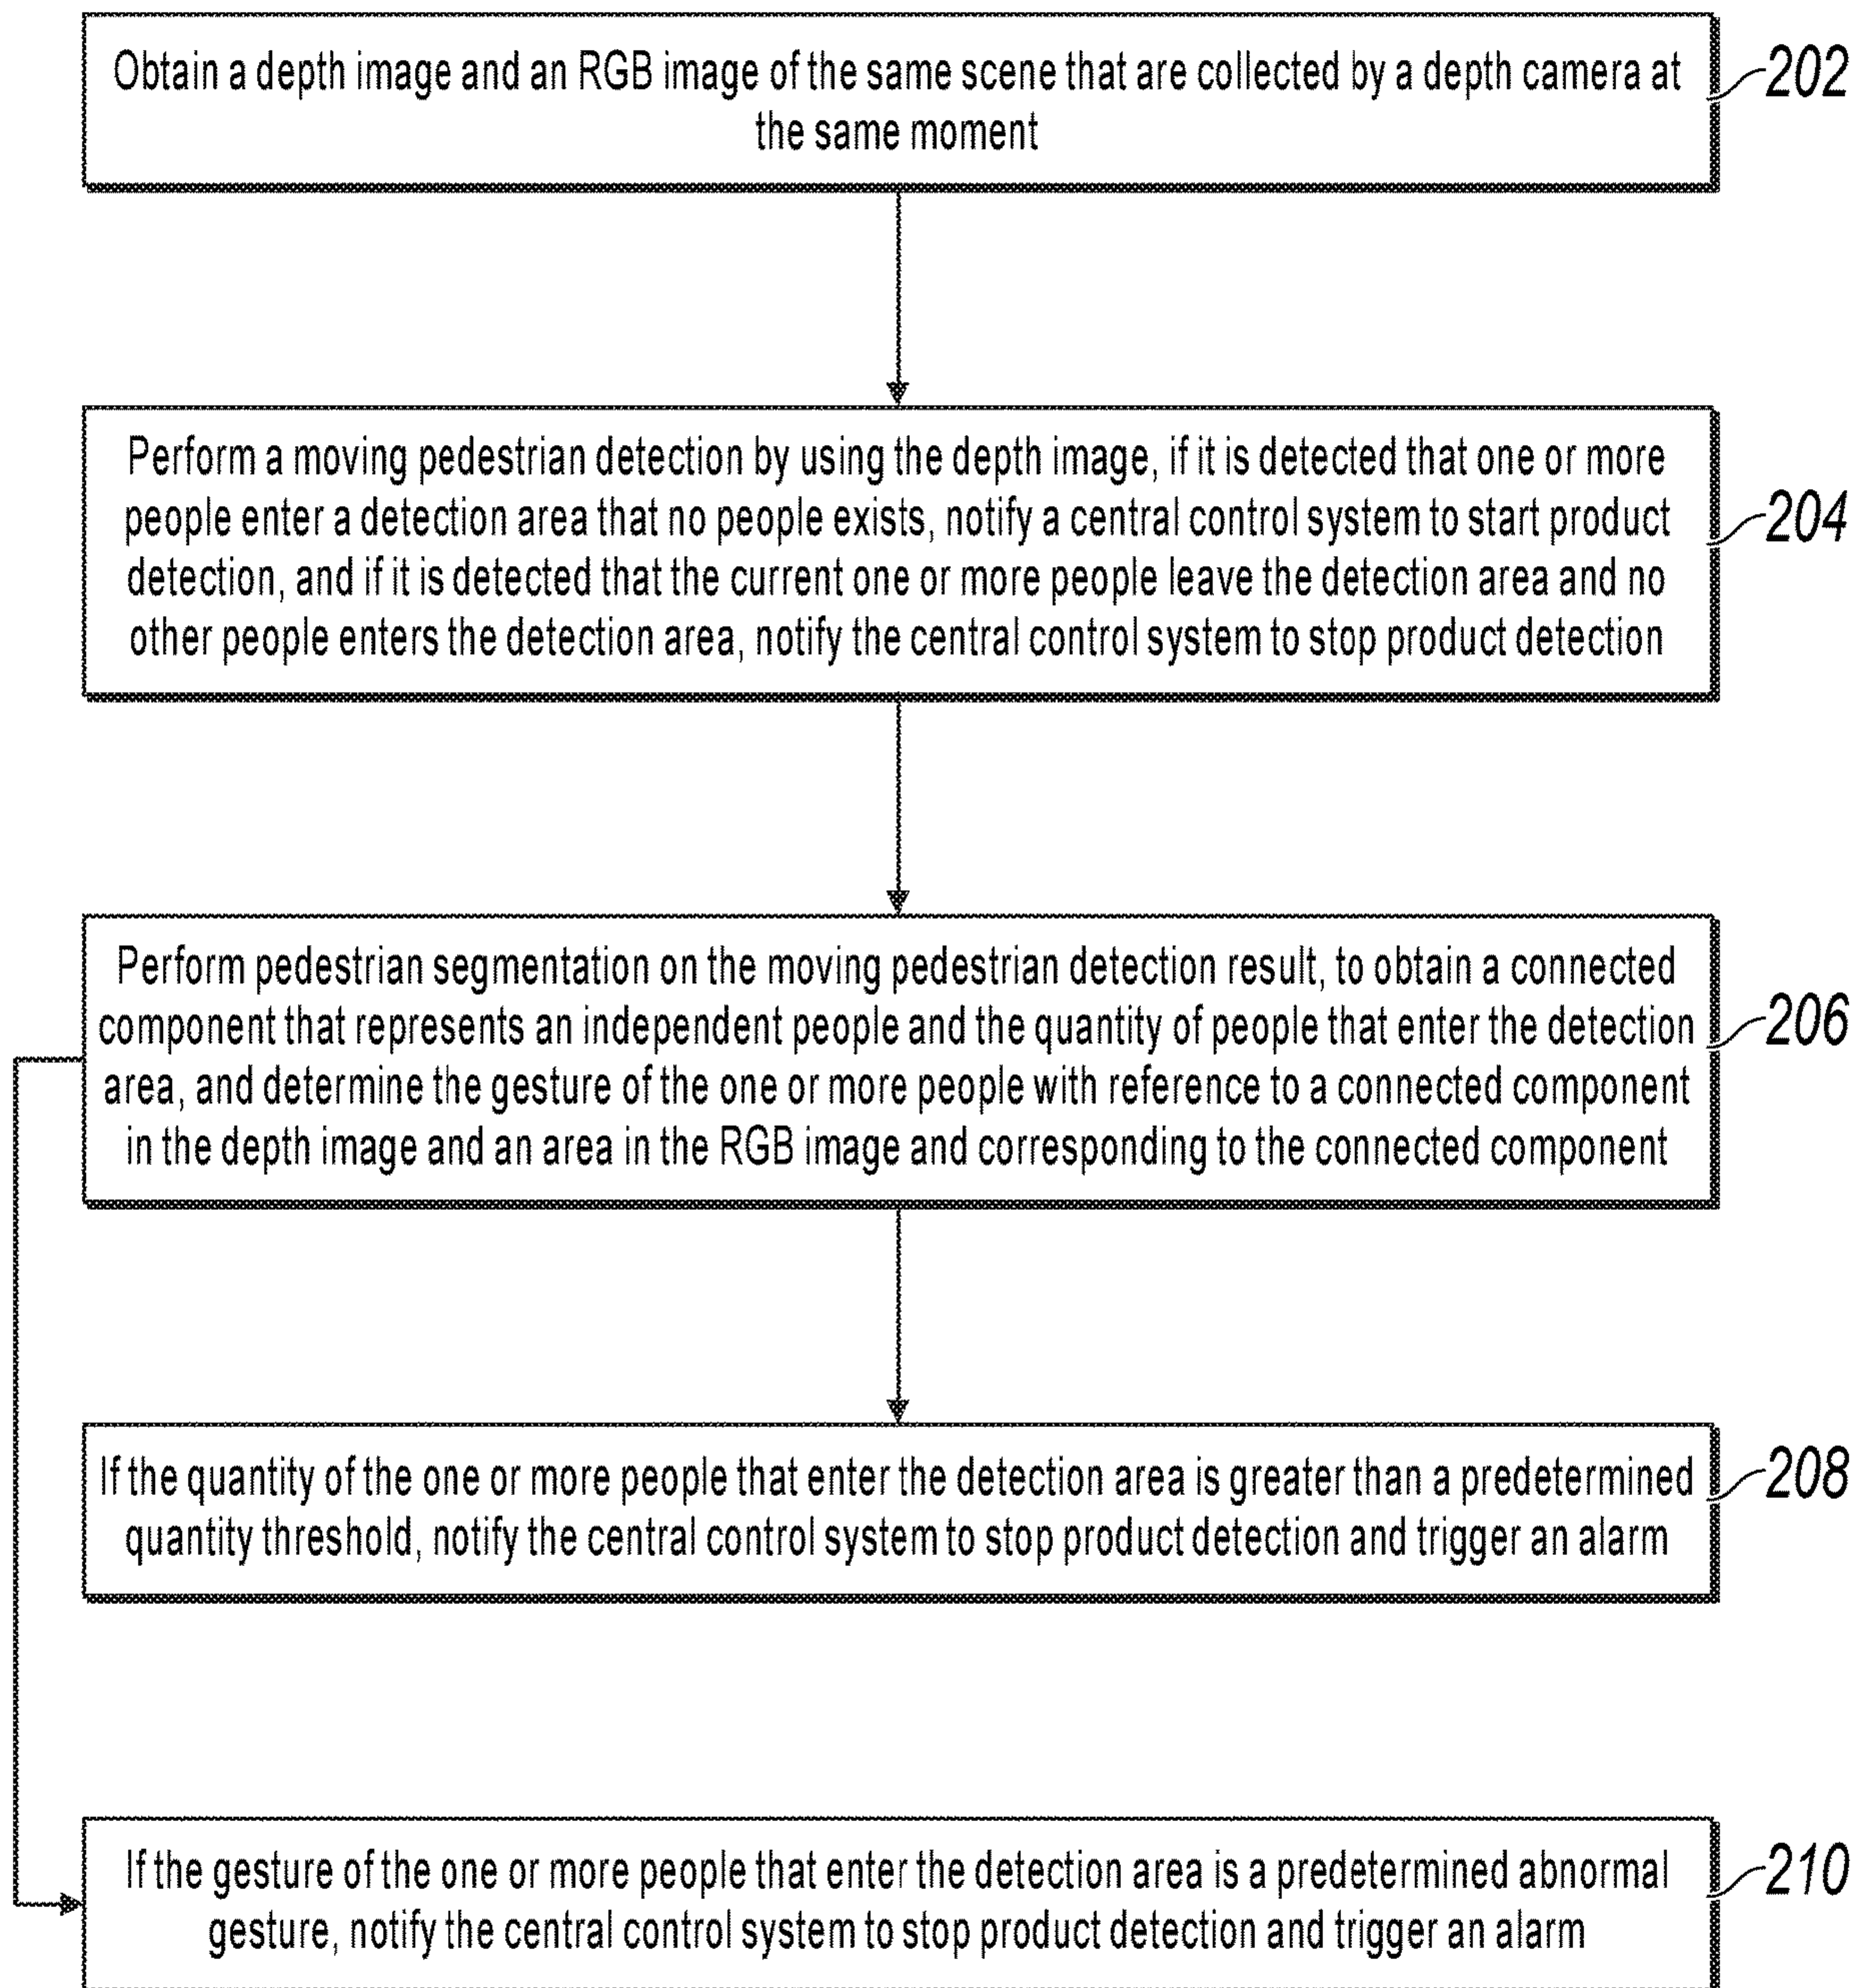 Obtain a depth image and an RGB image of the same scene that are collected by a depth camera at
the same moment
202
Perform a moving pedestrian detection by using the depth image, if it is detected that one or more
people enter a detection area that no people exists, notify a central control system to start product
detection, and if it is detected that the current one or more people leave the detection area and no
other people enters the detection area, notify the central control system to stop product detection
204
Perform pedestrian segmentation on the moving pedestrian detection result, to obtain a connected
component that represents an independent people and the quantity of people that enter the detection
area, and determine the gesture of the one or more people with reference to a connected component
in the depth image and an area in the RGB image and corresponding to the connected component
206
If the quantity of the one or more people that enter the detection area is greater than a predetermined
quantity threshold, notify the central control system to stop product detection and trigger an alarm
208
If the gesture of the one or more people that enter the detection area is a predetermined abnormal
gesture, notify the central control system to stop product detection and trigger an alarm
210